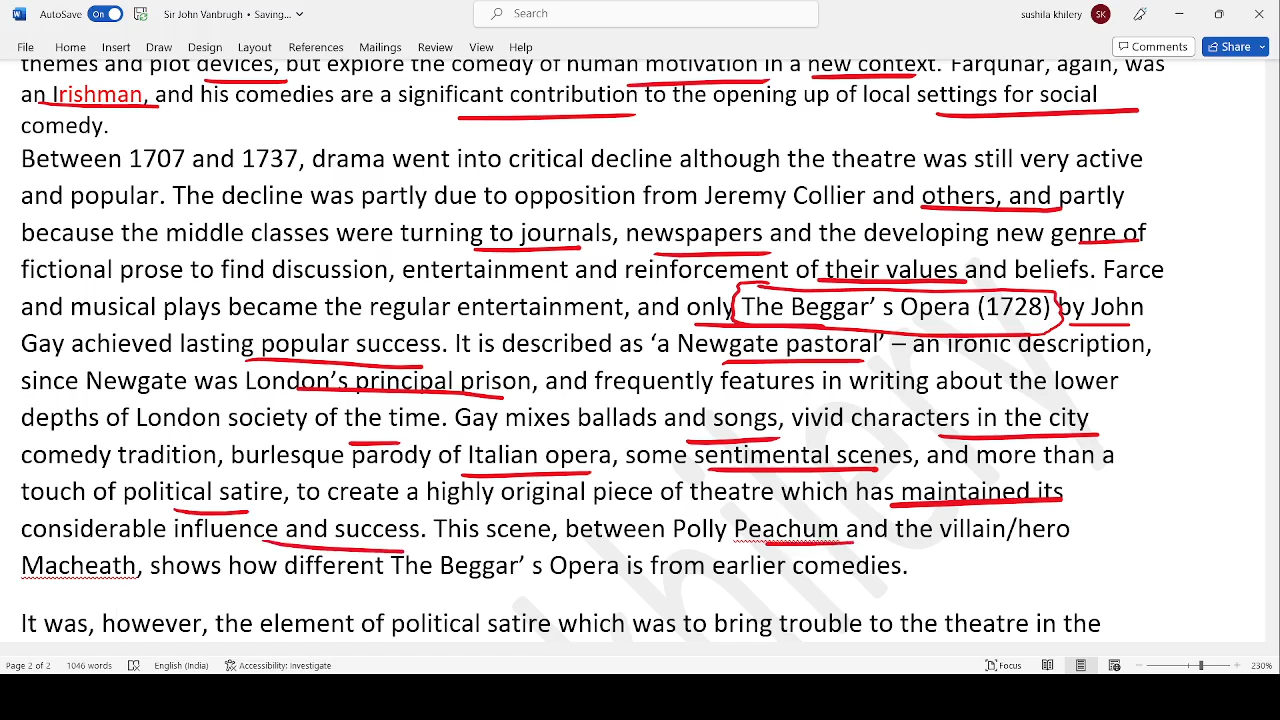 AutoSave On Sir John Vanbrugh • Saving... Search sushila khilery SK
File Home Insert Draw Design Layout References Mailings Review View Help Comments Share
themes and plot devices, but explore the comedy of human motivation in a new context. Farquhar, again, was
an Irishman, and his comedies are a significant contribution to the opening up of local settings for social
comedy.
Between 1707 and 1737, drama went into critical decline although the theatre was still very active
and popular. The decline was partly due to opposition from Jeremy Collier and others, and partly
because the middle classes were turning to journals, newspapers and the developing new genre of
fictional prose to find discussion, entertainment and reinforcement of their values and beliefs. Farce
and musical plays became the regular entertainment, and only The Beggar’ s Opera (1728) by John
Gay achieved lasting popular success. It is described as ‘a Newgate pastoral’ – an ironic description,
since Newgate was London’s principal prison, and frequently features in writing about the lower
depths of London society of the time. Gay mixes ballads and songs, vivid characters in the city
comedy tradition, burlesque parody of Italian opera, some sentimental scenes, and more than a
touch of political satire, to create a highly original piece of theatre which has maintained its
considerable influence and success. This scene, between Polly Peachum and the villain/hero
Macheath, shows how different The Beggar’ s Opera is from earlier comedies.
It was, however, the element of political satire which was to bring trouble to the theatre in the
khilery
Page 2 of 2 1046 words English (India) Accessibility: Investigate Focus 230%